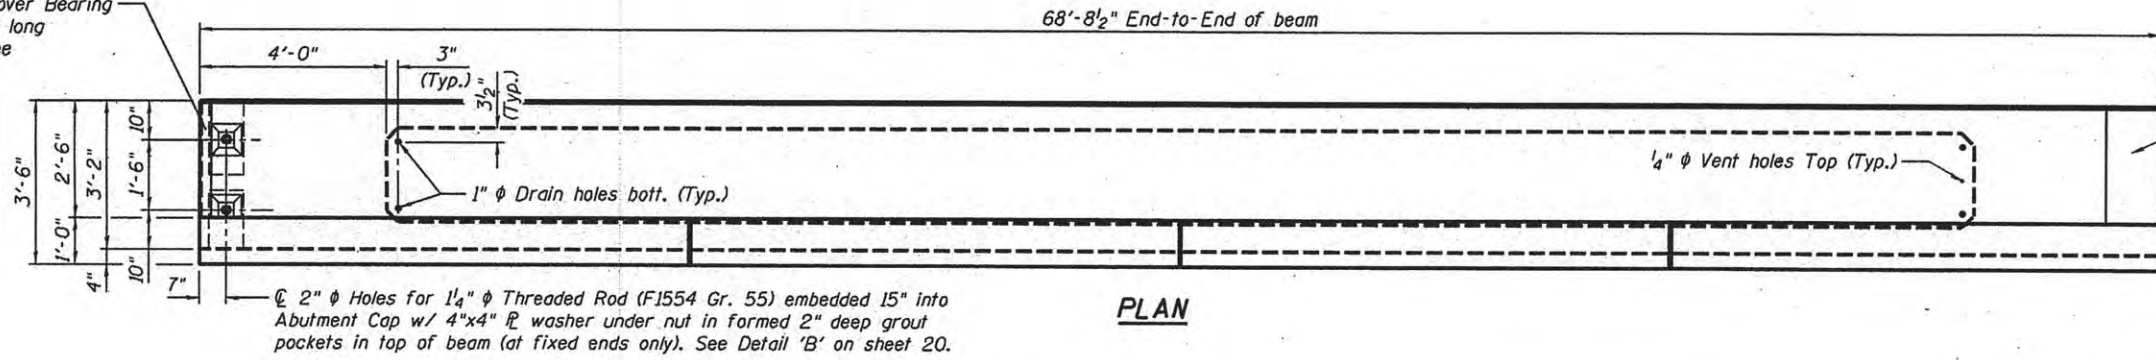 over Bearing
long
68'-8½" End-to-End of beam
4'-0"
3"
(Typ.)
3½"
(Typ.)
3'-6"
2'-6"
3'-2"
10"
1'-6"
1'-0"
4"
10"
7"
1" ϕ Drain holes bott. (Typ.)
¼" ϕ Vent holes Top (Typ.)
℄ 2" ϕ Holes for 1¼" ϕ Threaded Rod (F1554 Gr. 55) embedded 15" into
Abutment Cap w/ 4"x4" ⅊ washer under nut in formed 2" deep grout
pockets in top of beam (at fixed ends only). See Detail 'B' on sheet 20.
PLAN